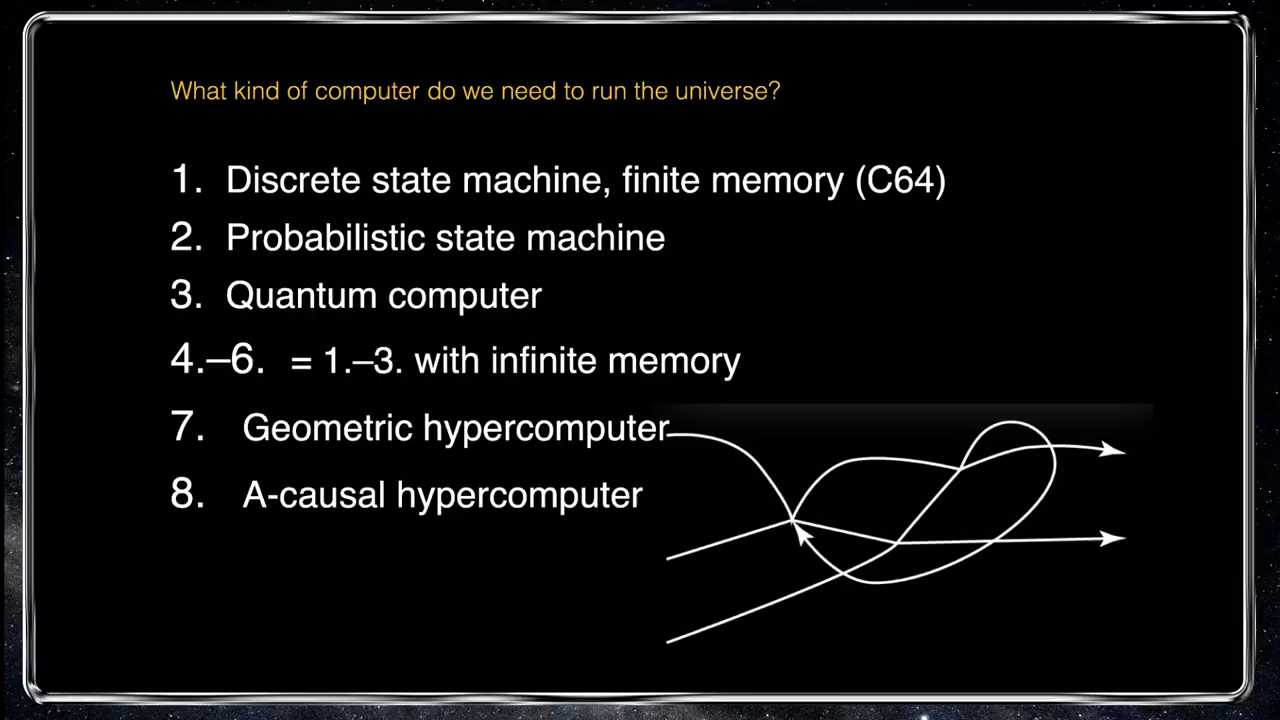 What kind of computer do we need to run the universe?
1. Discrete state machine, finite memory (C64)
2. Probabilistic state machine
3. Quantum computer
4.–6. = 1.–3. with infinite memory
7. Geometric hypercomputer
8. A-causal hypercomputer